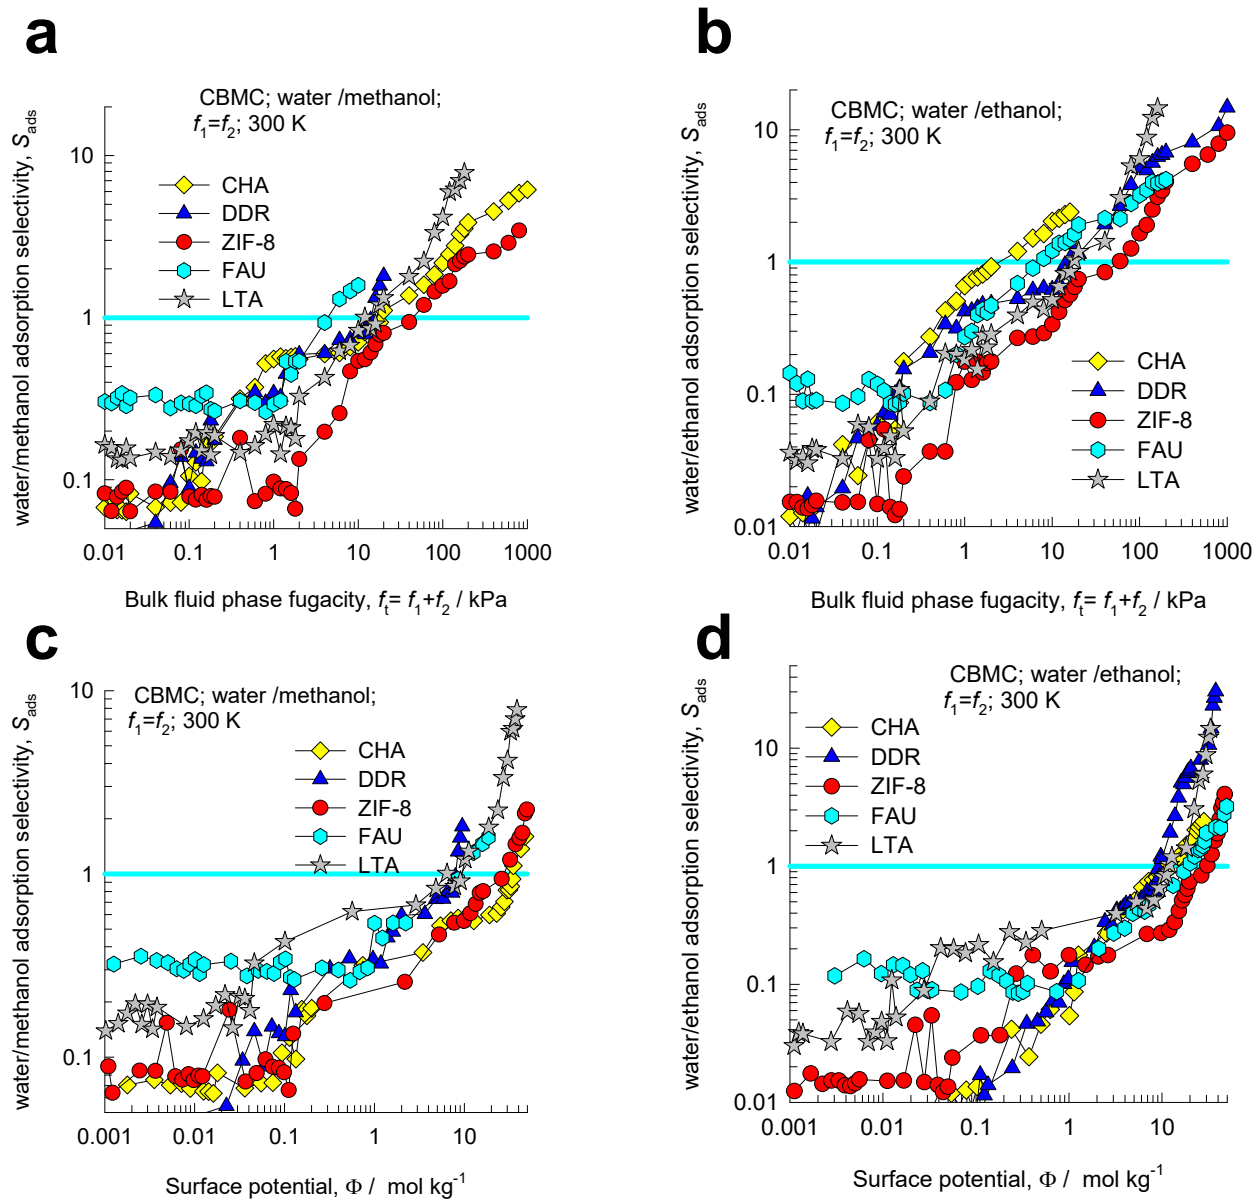 a
CBMC; water /methanol;
f1=f2; 300 K
CHA
DDR
ZIF-8
FAU
LTA
water/methanol adsorption selectivity, Sads
10
1
0.1
0.01 0.1 1 10 100 1000
Bulk fluid phase fugacity, ft= f1+f2 / kPa
b
CBMC; water /ethanol;
f1=f2; 300 K
CHA
DDR
ZIF-8
FAU
LTA
water/ethanol adsorption selectivity, Sads
10
1
0.1
0.01
0.01 0.1 1 10 100 1000
Bulk fluid phase fugacity, ft= f1+f2 / kPa
c
CBMC; water /methanol;
f1=f2; 300 K
CHA
DDR
ZIF-8
FAU
LTA
water/methanol adsorption selectivity, Sads
10
1
0.1
0.001 0.01 0.1 1 10
Surface potential, Φ / mol kg-1
d
CBMC; water /ethanol;
f1=f2; 300 K
CHA
DDR
ZIF-8
FAU
LTA
water/ethanol adsorption selectivity, Sads
10
1
0.1
0.01
0.001 0.01 0.1 1 10
Surface potential, Φ / mol kg-1